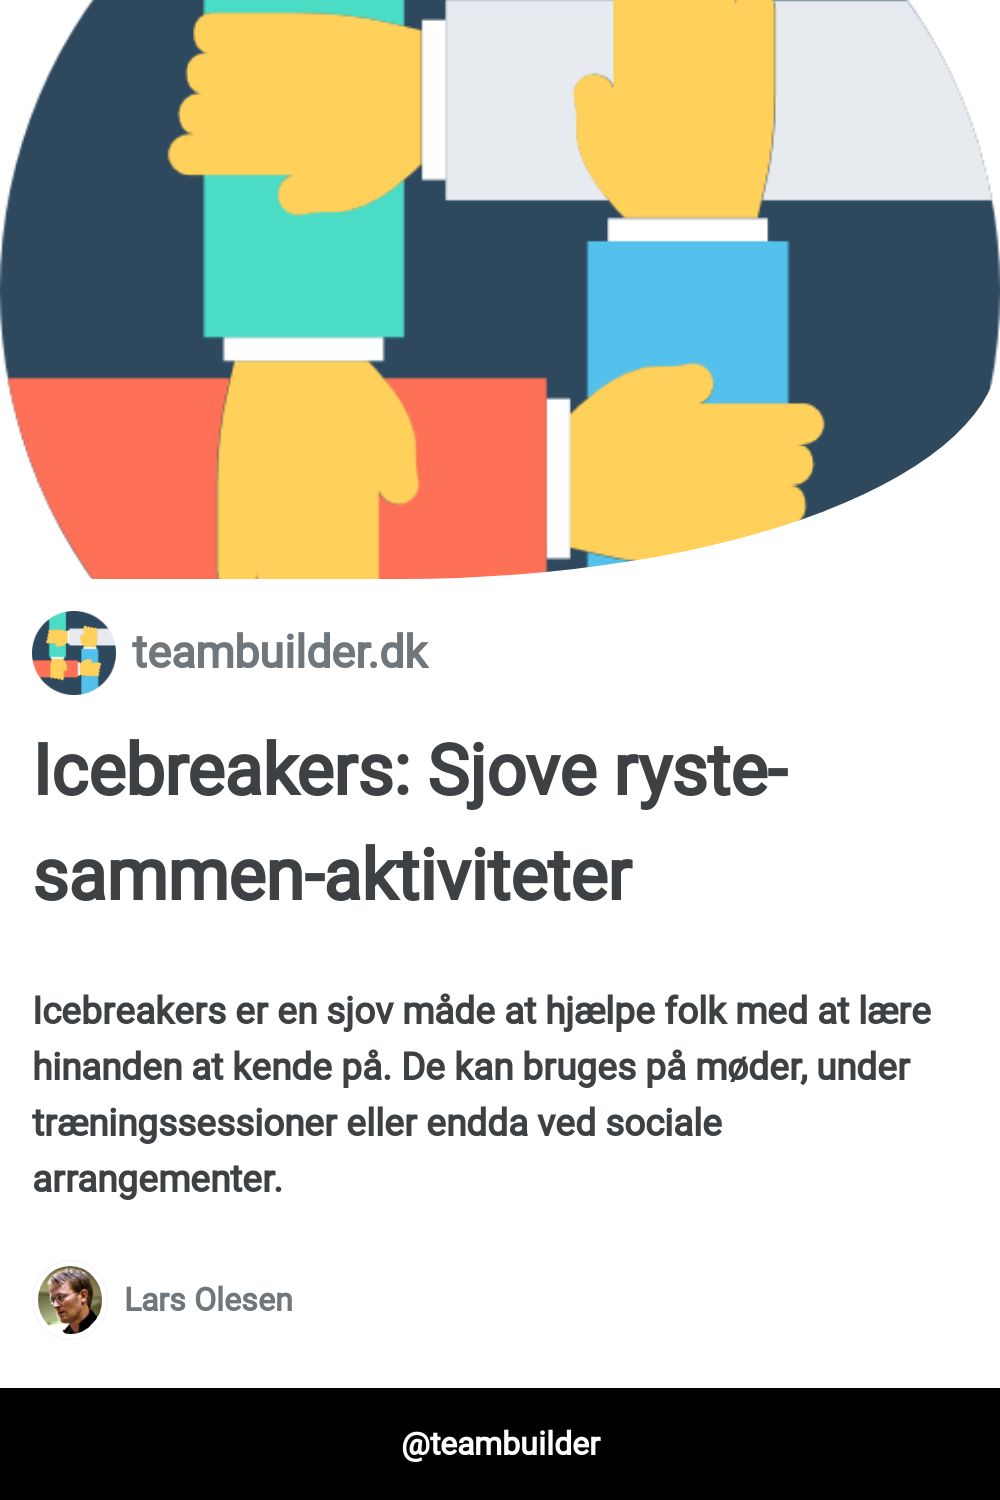 teambuilder.dk
Icebreakers: Sjove ryste-
sammen-aktiviteter
Icebreakers er en sjov måde at hjælpe folk med at lære
hinanden at kende på. De kan bruges på møder, under
træningssessioner eller endda ved sociale
arrangementer.
Lars Olesen
@teambuilder